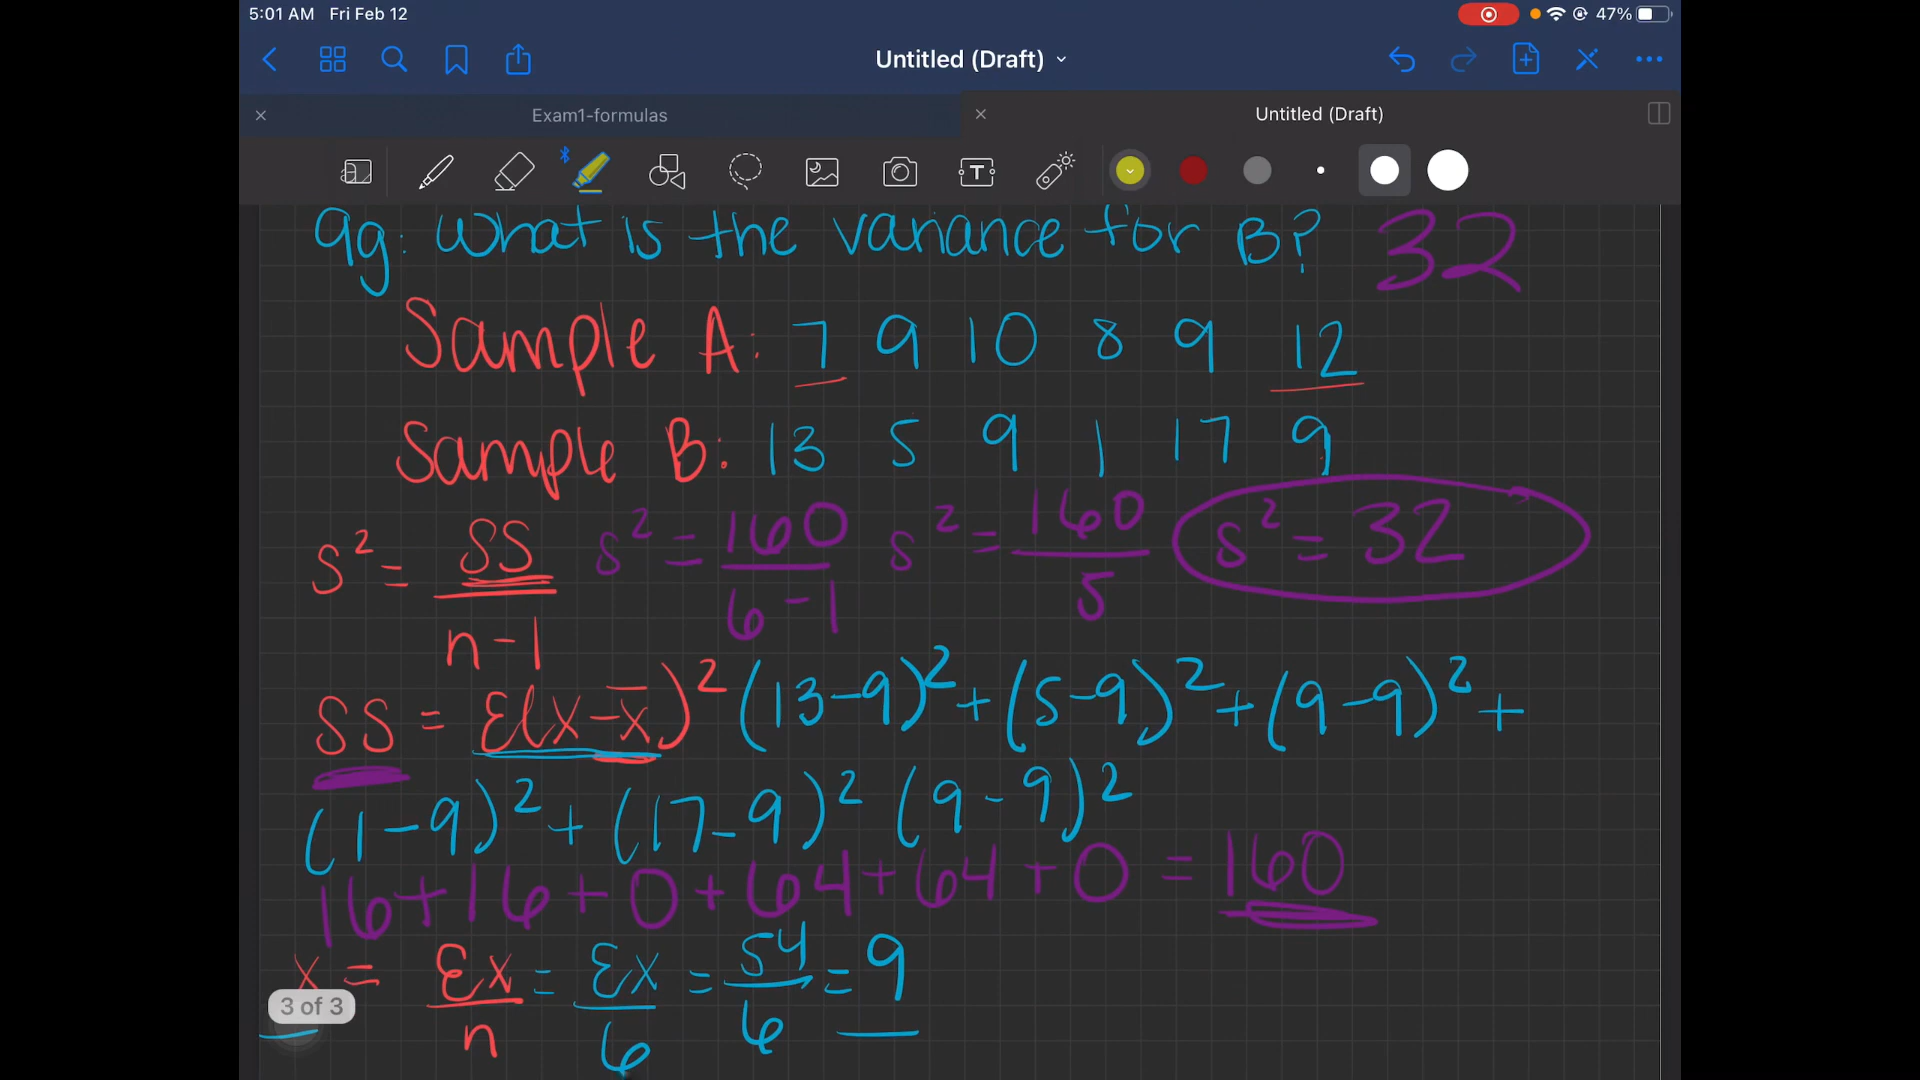 5:01 AM Fri Feb 12 47%
Untitled (Draft)
Exam1-formulas Untitled (Draft)
T
9g: What is the variance for B? 32
Sample A: 7 9 10 8 9 12
Sample B: 13 5 9 1 17 9
s² = SS / n-1 s² = 160 / 6-1 s² = 160 / 5 s² = 32
SS = Σ(x - x̄)² (13-9)² + (5-9)² + (9-9)² +
(1-9)² + (17-9)² (9-9)²
16 + 16 + 0 + 64 + 64 + 0 = 160
x = Σx / n = Σx / 6 = 54 / 6 = 9
3 of 3